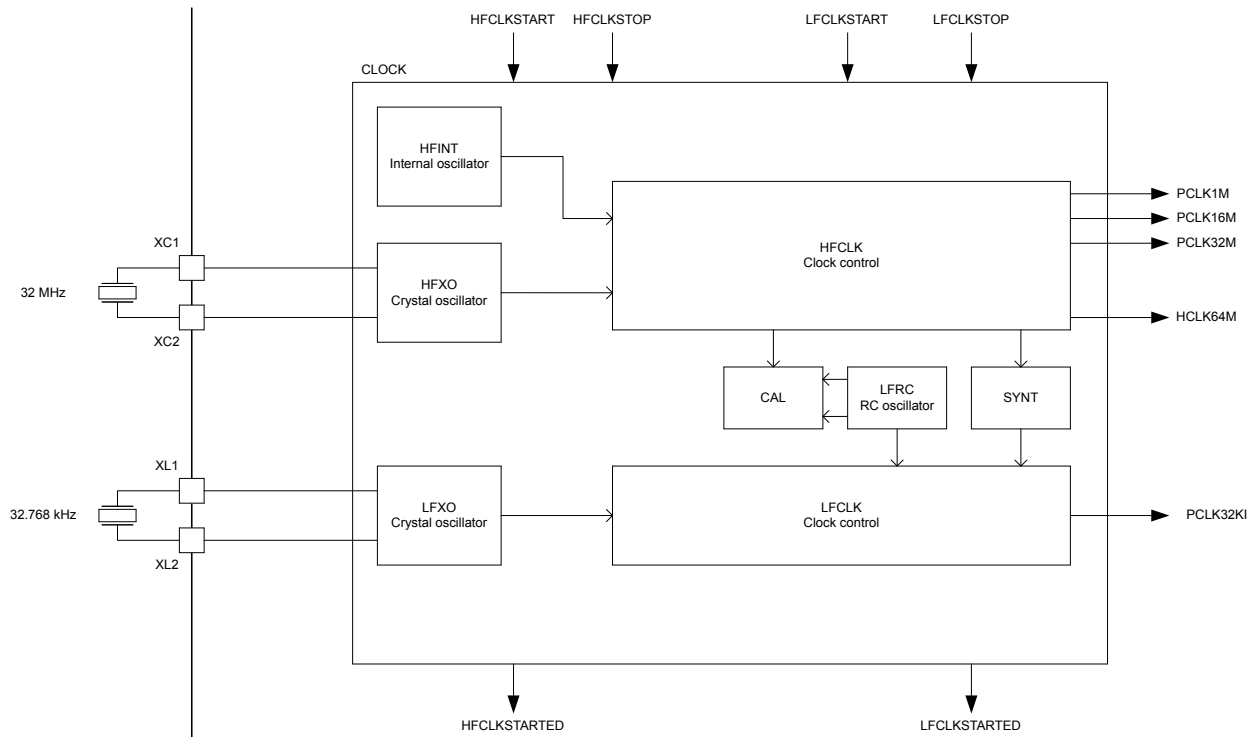 HFCLKSTART
HFCLKSTOP
LFCLKSTART
LFCLKSTOP
CLOCK
HFINT
Internal oscillator
PCLK1M
PCLK16M
PCLK32M
HFCLK
Clock control
XC1
HFXO
Crystal oscillator
32 MHz
HCLK64M
XC2
CAL
LFRC
RC oscillator
SYNT
XL1
LFXO
Crystal oscillator
LFCLK
Clock control
32.768 kHz
PCLK32KI
XL2
HFCLKSTARTED
LFCLKSTARTED